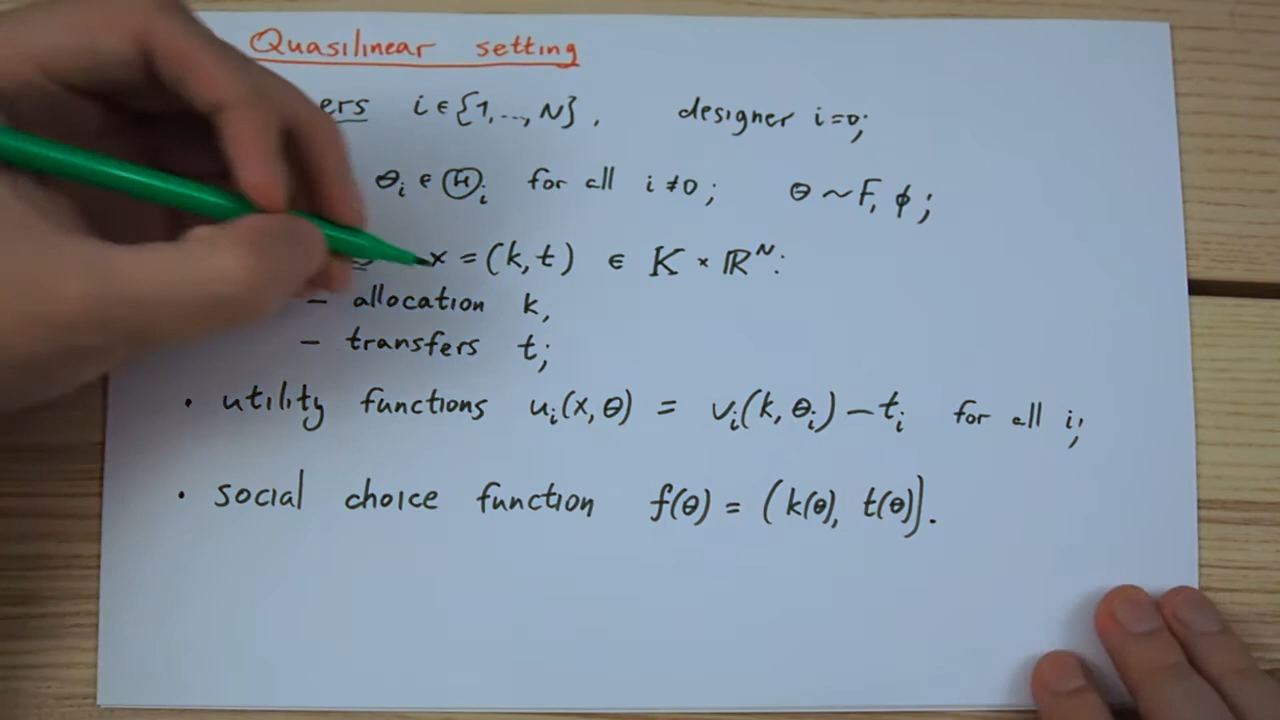 Quasilinear setting
ers i ∈ {1,..., N}, designer i=0;
θᵢ ∈ Θᵢ for all i ≠ 0; θ ~ F, ϕ;
x = (k, t) ∈ K × ℝᴺ:
– allocation k,
– transfers t;
• utility functions uᵢ(x, θ) = vᵢ(k, θᵢ) – tᵢ for all i;
• social choice function f(θ) = (k(θ), t(θ)).